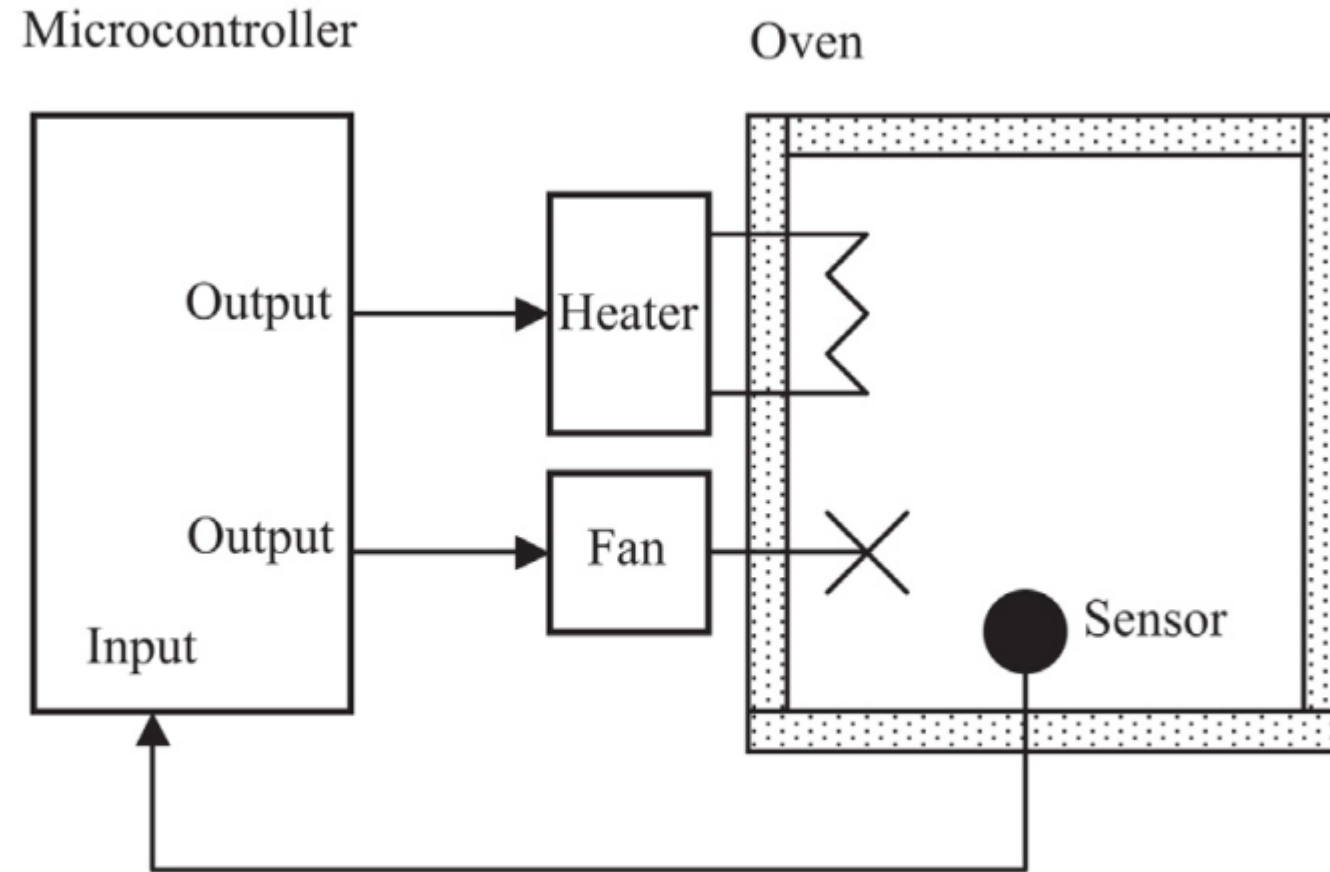 Microcontroller
Oven
Output
Heater
Output
Fan
Input
Sensor